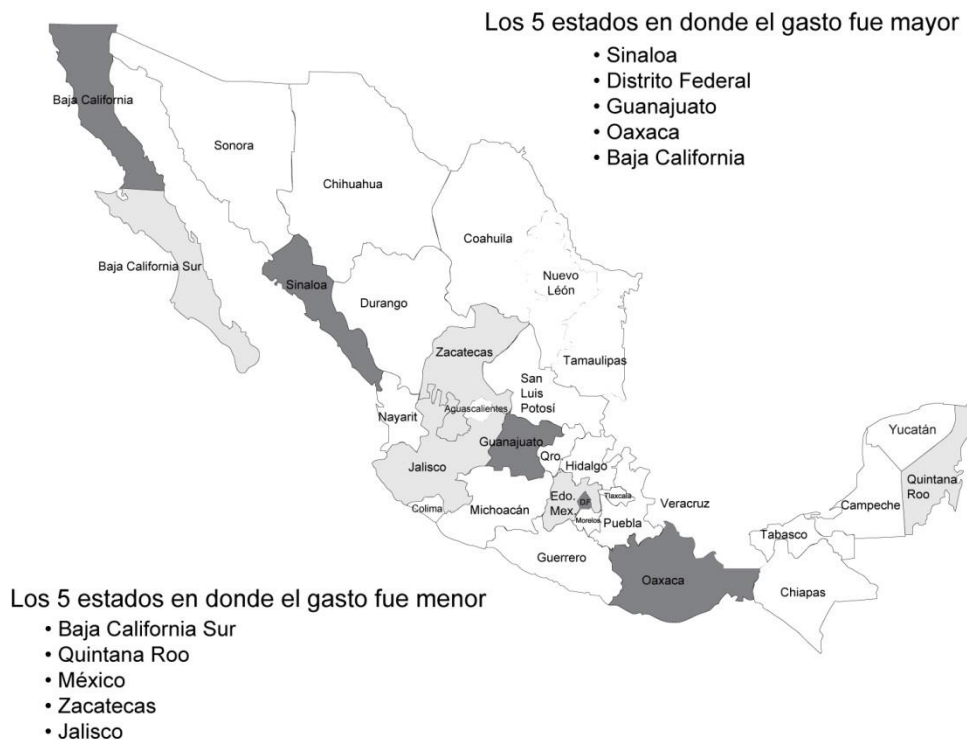 Los 5 estados en donde el gasto fue mayor
• Sinaloa
• Distrito Federal
• Guanajuato
• Oaxaca
• Baja California
Baja California
Sonora
Chihuahua
Coahuila
Baja California Sur
Sinaloa
Nuevo
Léón
Durango
Zacatecas
Tamaulipas
San
Luis
Potosí
Aguascalientes
Nayarit
Guanajuato
Yucatán
Qro.
Hidalgo
Jalisco
Quintana
Roo
Edo.
Mex.
DF
Tlaxcala
Colima
Michoacán
Morelos
Puebla
Veracruz
Campeche
Tabasco
Guerrero
Oaxaca
Chiapas
Los 5 estados en donde el gasto fue menor
• Baja California Sur
• Quintana Roo
• México
• Zacatecas
• Jalisco